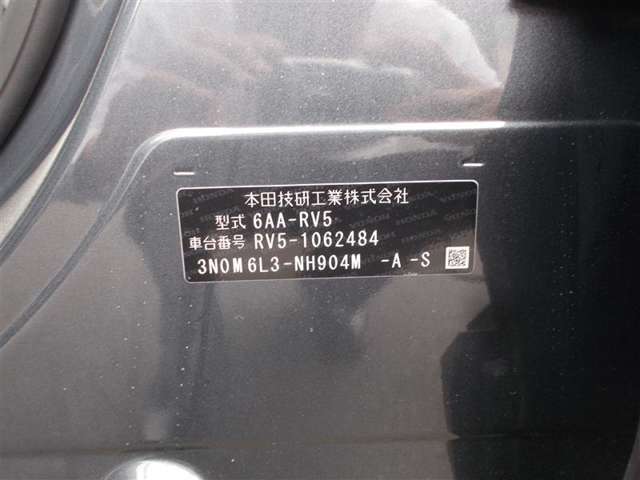 本田技研工業株式会社
型式 6AA-RV5
車台番号 RV5-1062484
3N0M6L3-NH904M -A-S